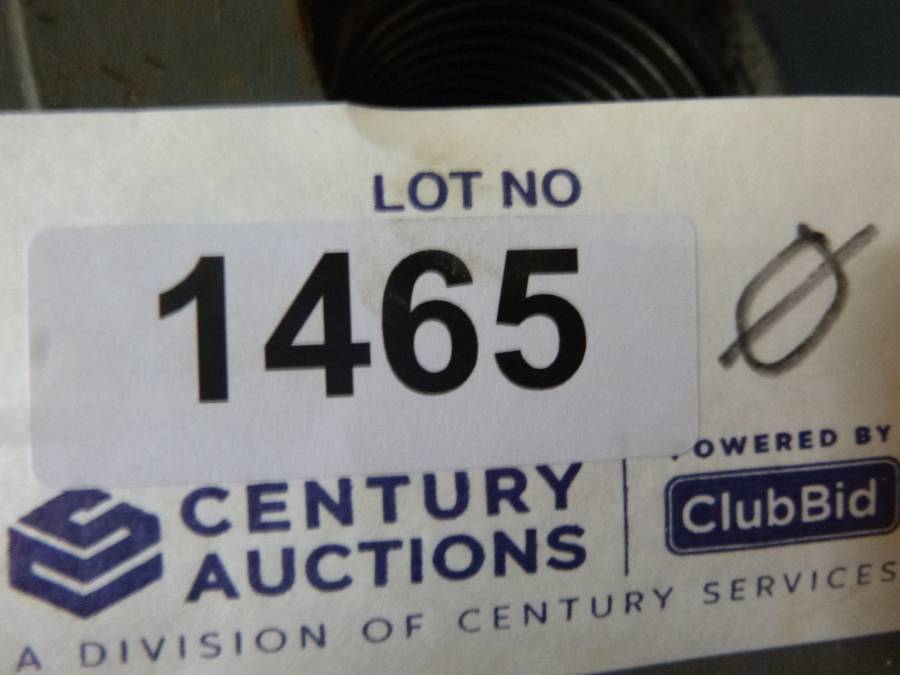 LOT NO
1465
Ø
CENTURY
AUCTIONS
POWERED BY
ClubBid
A DIVISION OF CENTURY SERVICES